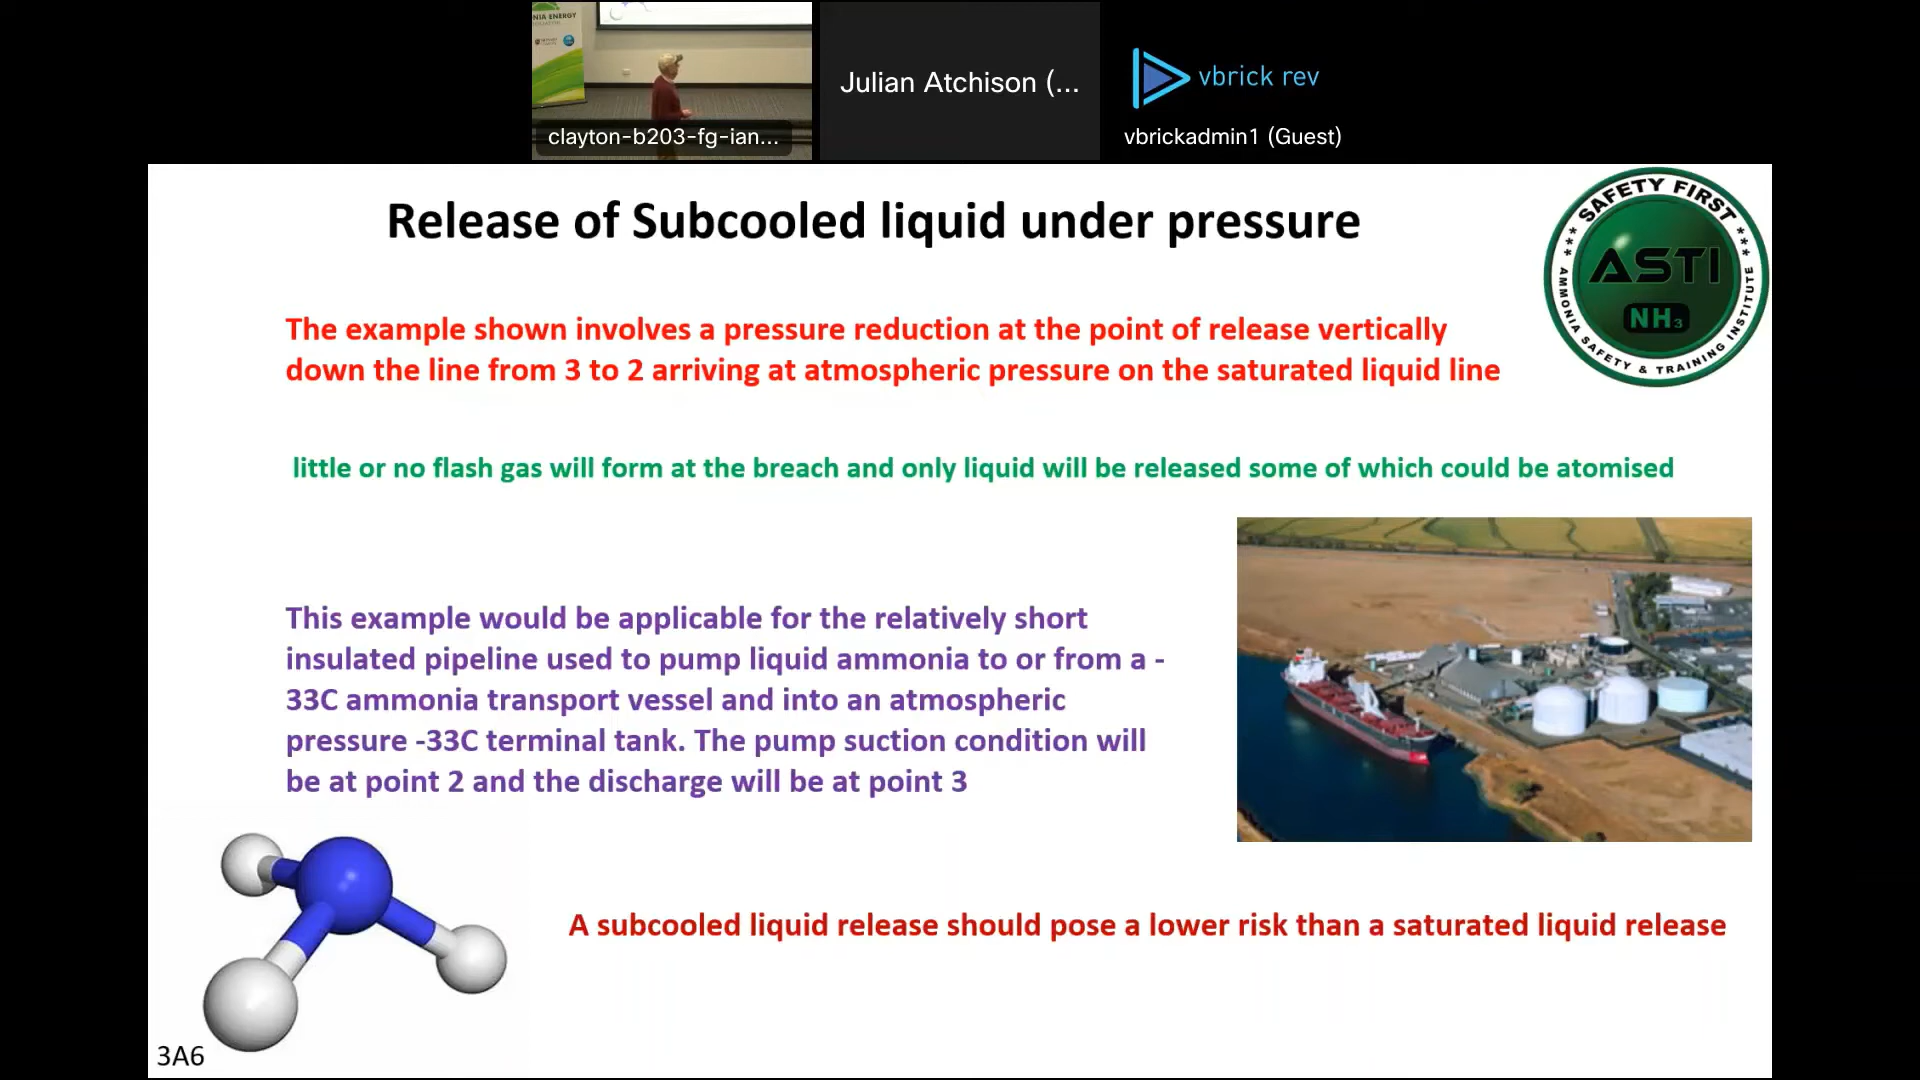 NIA ENERGY
clayton-b203-fg-ian...
Julian Atchison (...
vbrick rev
vbrickadmin1 (Guest)
Release of Subcooled liquid under pressure
SAFETY FIRST
ASTI
NH3
AMMONIA SAFETY & TRAINING INSTITUTE
The example shown involves a pressure reduction at the point of release vertically
down the line from 3 to 2 arriving at atmospheric pressure on the saturated liquid line
little or no flash gas will form at the breach and only liquid will be released some of which could be atomised
This example would be applicable for the relatively short
insulated pipeline used to pump liquid ammonia to or from a -
33C ammonia transport vessel and into an atmospheric
pressure -33C terminal tank. The pump suction condition will
be at point 2 and the discharge will be at point 3
A subcooled liquid release should pose a lower risk than a saturated liquid release
3A6